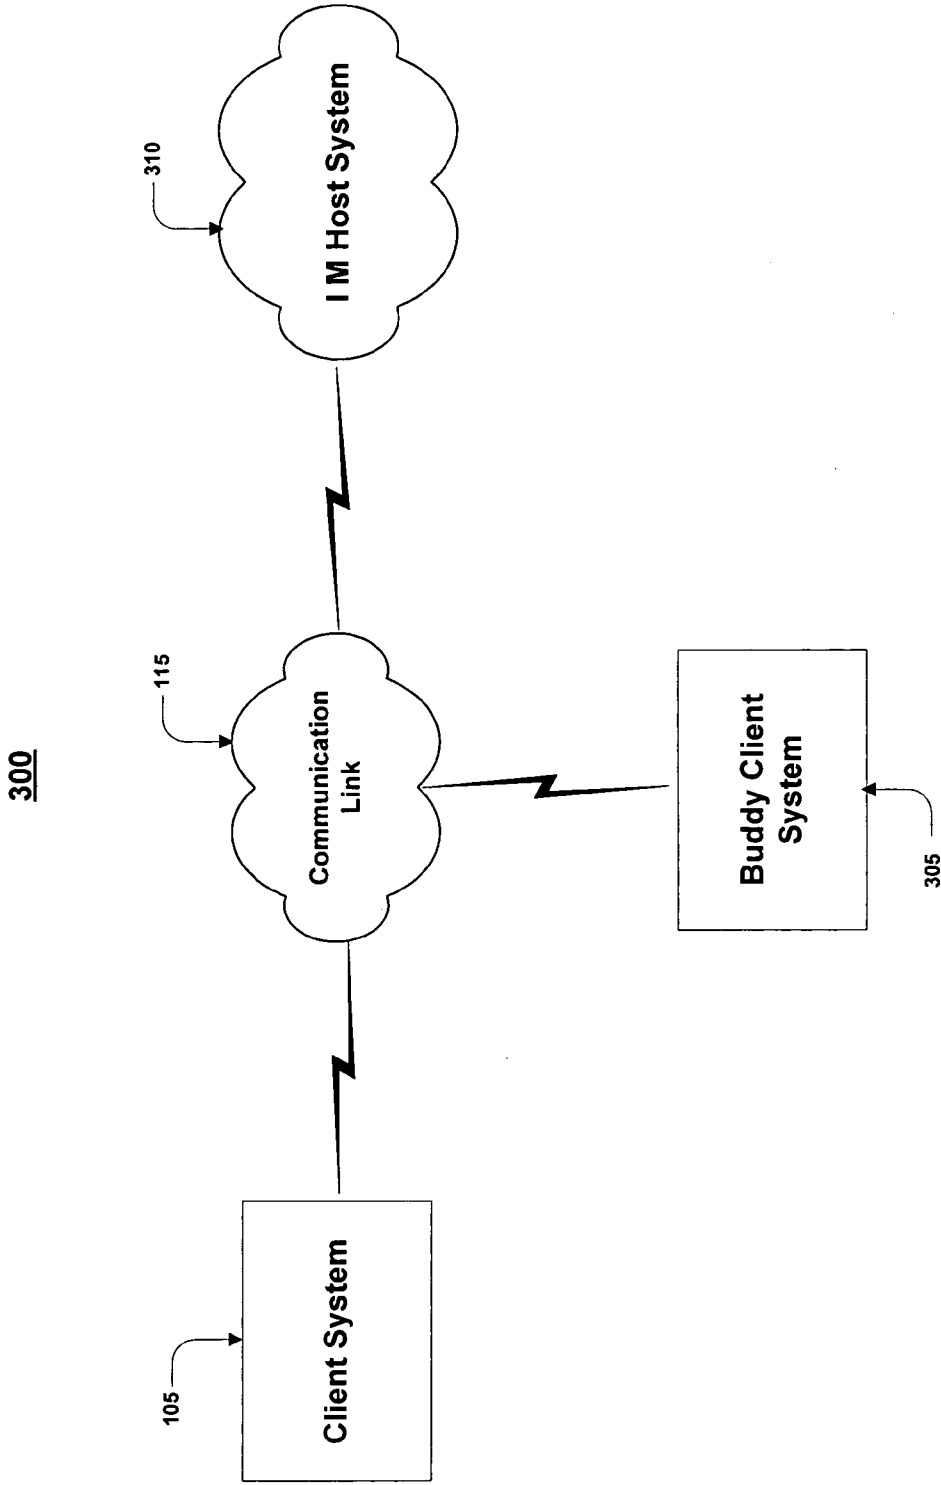 300
105
115
310
Client System
Communication
Link
I M Host System
Buddy Client
System
305